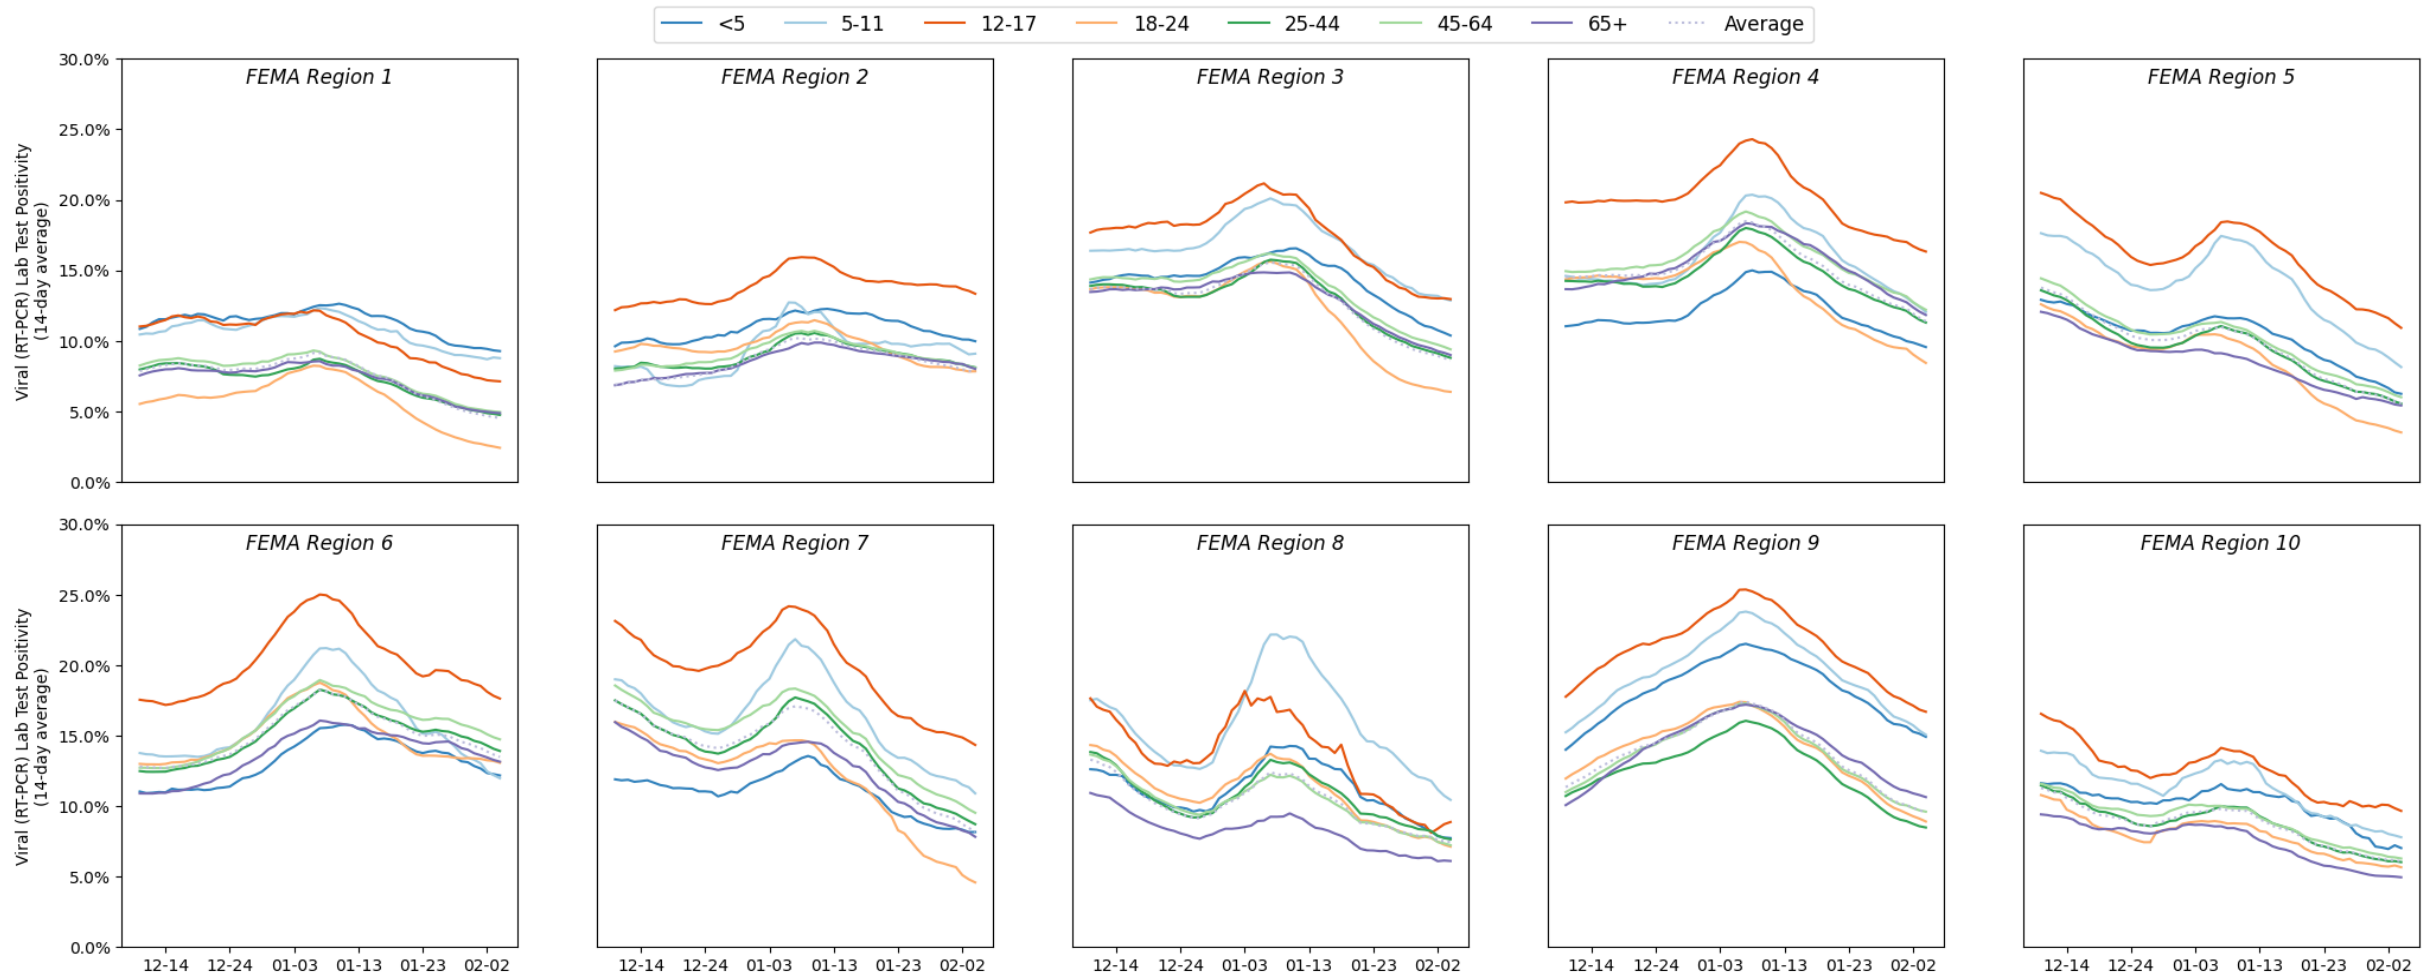 <5 5-11 12-17 18-24 25-44 45-64 65+ Average
FEMA Region 1 FEMA Region 2 FEMA Region 3 FEMA Region 4 FEMA Region 5
Viral (RT-PCR) Lab Test Positivity
(14-day average)
30.0%
25.0%
20.0%
15.0%
10.0%
5.0%
0.0%
FEMA Region 6 FEMA Region 7 FEMA Region 8 FEMA Region 9 FEMA Region 10
Viral (RT-PCR) Lab Test Positivity
(14-day average)
30.0%
25.0%
20.0%
15.0%
10.0%
5.0%
0.0%
12-14 12-24 01-03 01-13 01-23 02-02 12-14 12-24 01-03 01-13 01-23 02-02 12-14 12-24 01-03 01-13 01-23 02-02 12-14 12-24 01-03 01-13 01-23 02-02 12-14 12-24 01-03 01-13 01-23 02-02